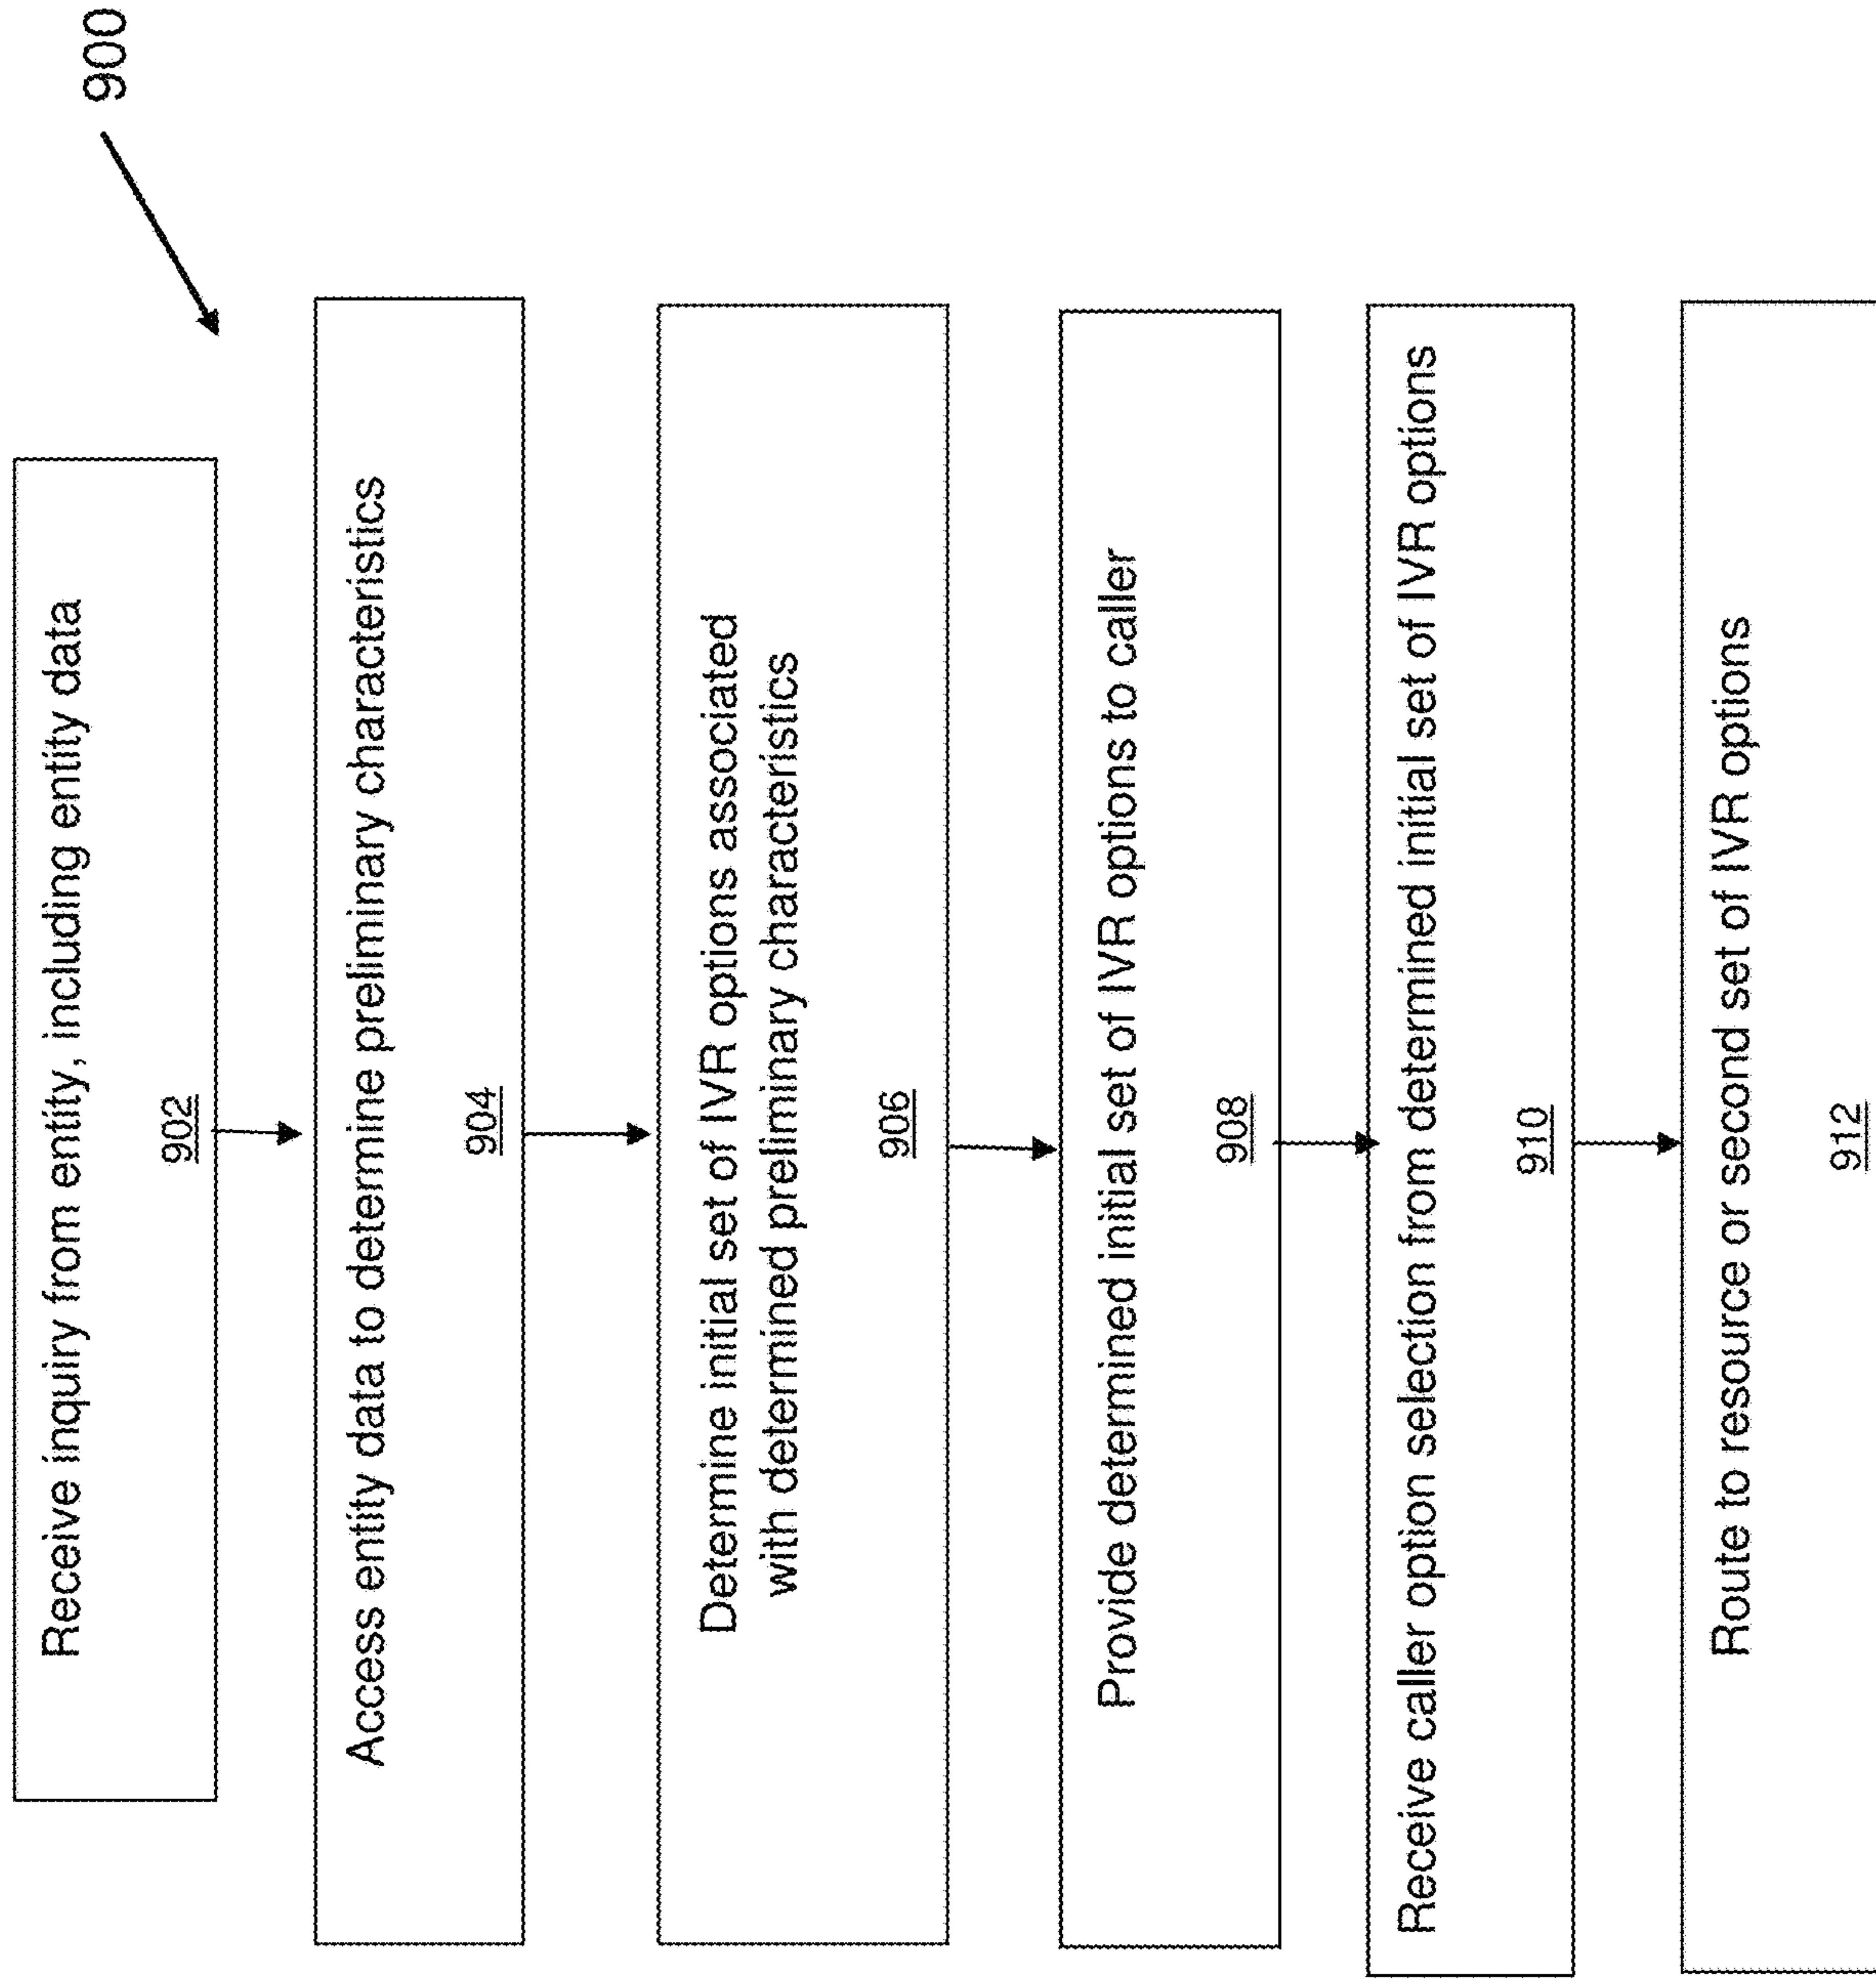 900
Receive inquiry from entity, including entity data
902
Access entity data to determine preliminary characteristics
904
Determine initial set of IVR options associated
with determined preliminary characteristics
906
Provide determined initial set of IVR options to caller
908
Receive caller option selection from determined initial set of IVR options
910
Route to resource or second set of IVR options
912